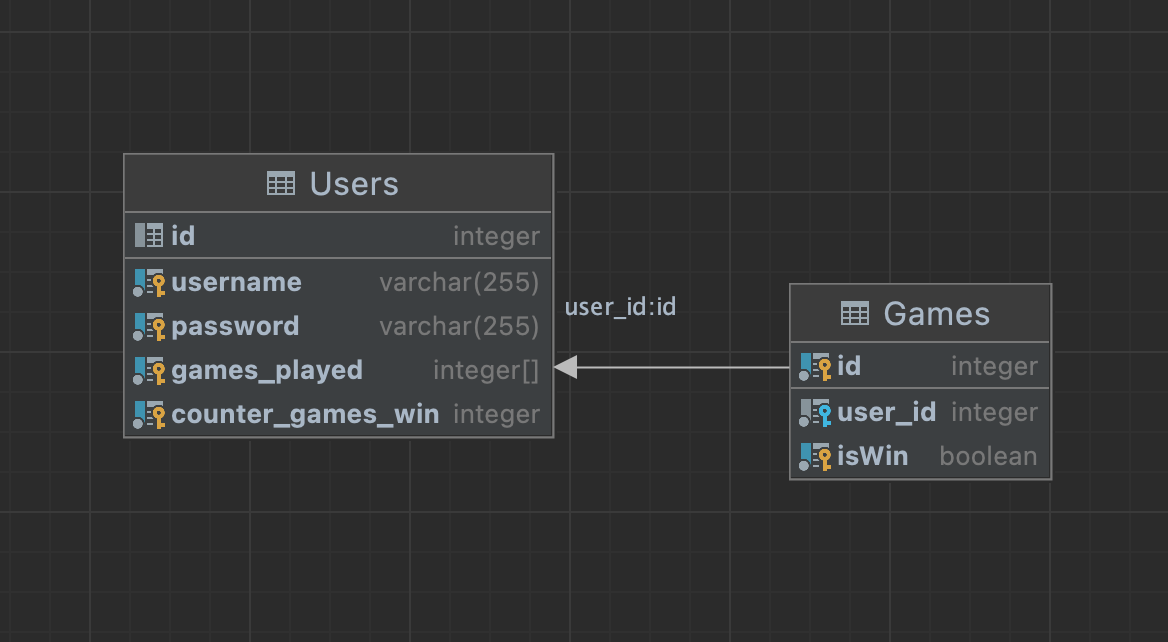 Users
id integer
username varchar(255)
password varchar(255)
games_played integer[]
counter_games_win integer
user_id:id
Games
id integer
user_id integer
isWin boolean